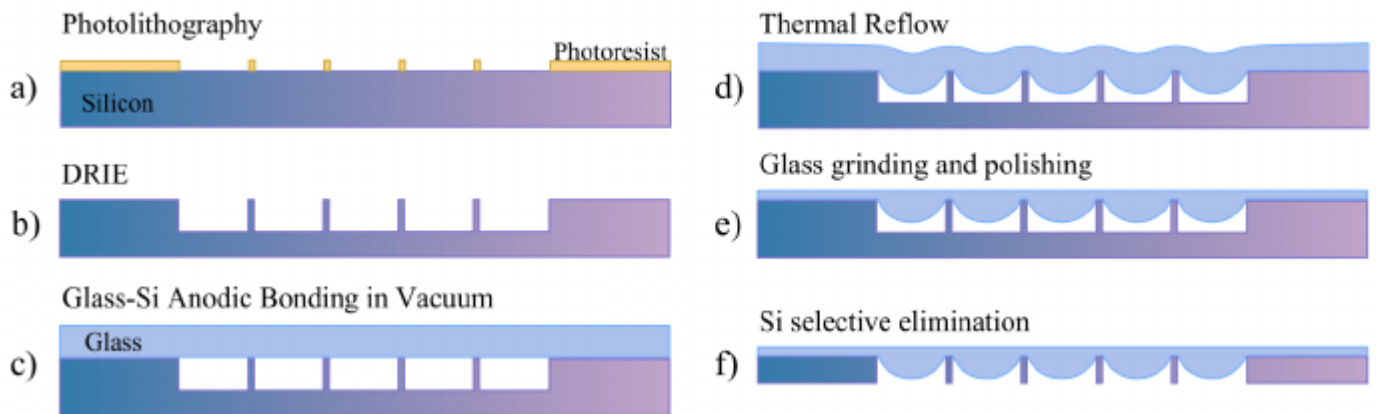 Photolithography
Photoresist
a)
Silicon
DRIE
b)
Glass-Si Anodic Bonding in Vacuum
Glass
c)
Thermal Reflow
d)
Glass grinding and polishing
e)
Si selective elimination
f)